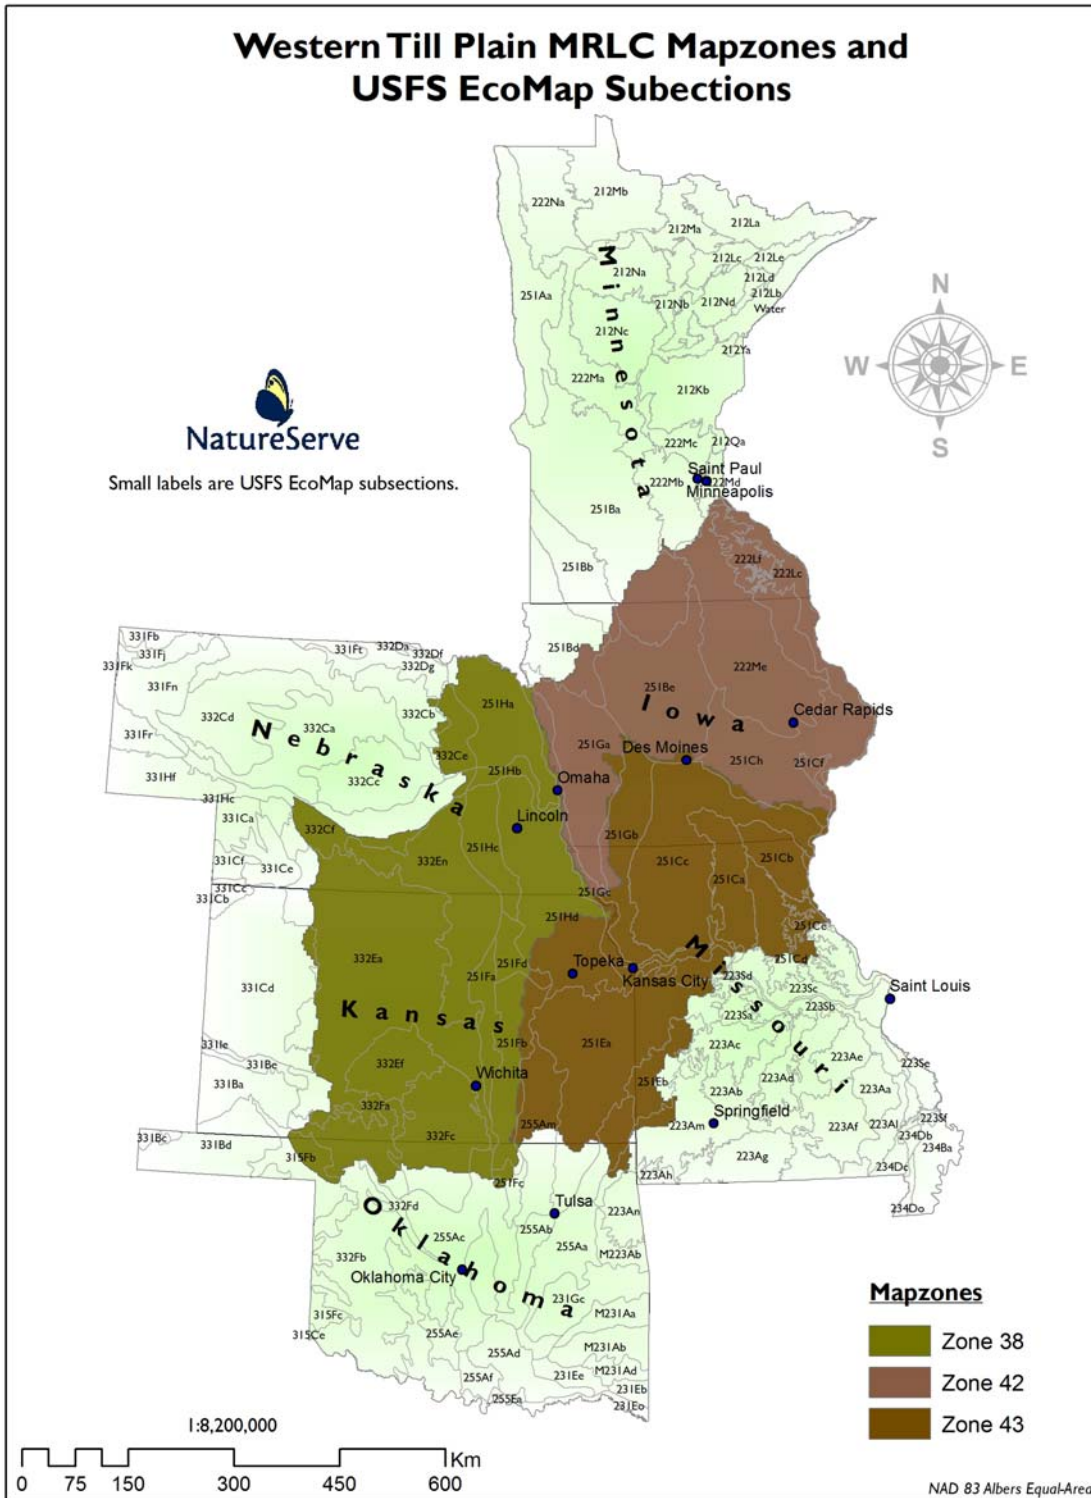 Western Till Plain MRLC Mapzones and
USFS EcoMap Subections
212Mb
222Na
212La
212Ma
Minnesota
212Lc
212Le
212Na
212Ld
212Lb
251Aa
212Nb
212Nd
Water
212Nc
212Ya
222Ma
212Kb
N
W
E
S
NatureServe
Small labels are USFS EcoMap subsections.
222Mc
212Qa
Saint Paul
222Mb
222Md
Minneapolis
251Ba
251Bb
222Lf
222Lc
331Fb
331Fj
331Fk
331Ft
332Da
332Df
332Dg
251Bd
222Me
331Fn
251Be
332Cd
332Ca
332Cb
251Ha
Iowa
Cedar Rapids
Nebraska
331Fr
251Ga
Des Moines
332Ce
251Ch
251Cf
331Hf
332Cc
251Hb
Omaha
331Hc
331Ca
332Cf
Lincoln
251Gb
251Hc
251Cc
251Cb
331Cf
331Ce
332En
251Ca
331Cc
331Cb
251Gc
251Hd
251Ce
Missouri
332Ea
251Fa
251Fd
Topeka
Kansas City
251Cd
223Sd
223Sc
Saint Louis
331Cd
Kansas
223Sa
223Sb
251Fb
251Ea
223Ac
331Ie
331Be
332Ef
223Ae
223Se
331Ba
Wichita
251Eb
223Ad
223Aa
223Ab
332Fa
Springfield
255Am
223Am
223Af
223Al
223Sf
331Bc
331Bd
332Fc
234Db
234Ba
315Fb
223Ag
223Ah
234Dc
251Fc
Oklahoma
332Fd
Tulsa
223An
234Do
255Ab
255Ac
255Aa
M223Ab
332Fb
Oklahoma City
231Gc
315Fc
M231Aa
315Ce
255Ae
255Ad
M231Ab
255Af
231Ee
M231Ad
255Ea
231Eb
231Eo
Mapzones
Zone 38
Zone 42
Zone 43
1:8,200,000
Km
0 75 150 300 450 600
NAD 83 Albers Equal-Area